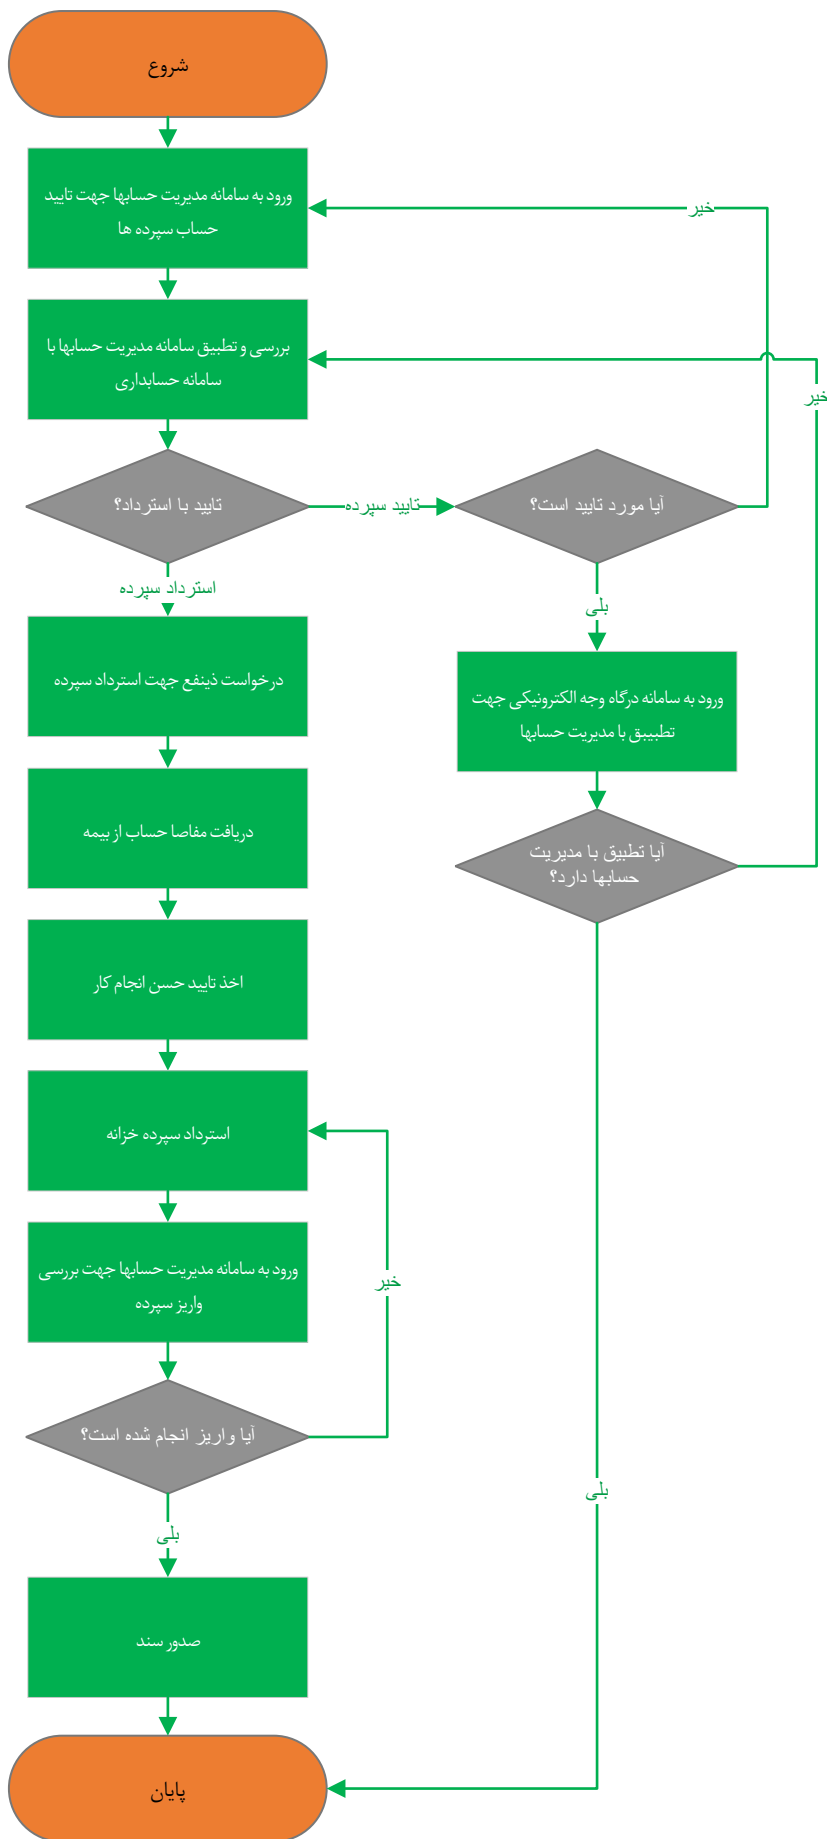 شروع
ورود به سامانه مدیریت حسابها جهت تایید
حساب سپرده ها
خیر
بررسی و تطبیق سامانه مدیریت حسابها با
سامانه حسابداری
خیر
تایید با استرداد؟
تایید سپرده
آیا مورد تایید است؟
استرداد سپرده
بلی
درخواست ذینفع جهت استرداد سپرده
ورود به سامانه درگاه وجه الکترونیکی جهت
تطبیبق با مدیریت حسابها
دریافت مفاصا حساب از بیمه
آیا تطبیق با مدیریت
حسابها دارد؟
اخذ تایید حسن انجام کار
استرداد سپرده خزانه
ورود به سامانه مدیریت حسابها جهت بررسی
واریز سپرده
خیر
آیا واریز انجام شده است؟
بلی
بلی
صدور سند
پایان